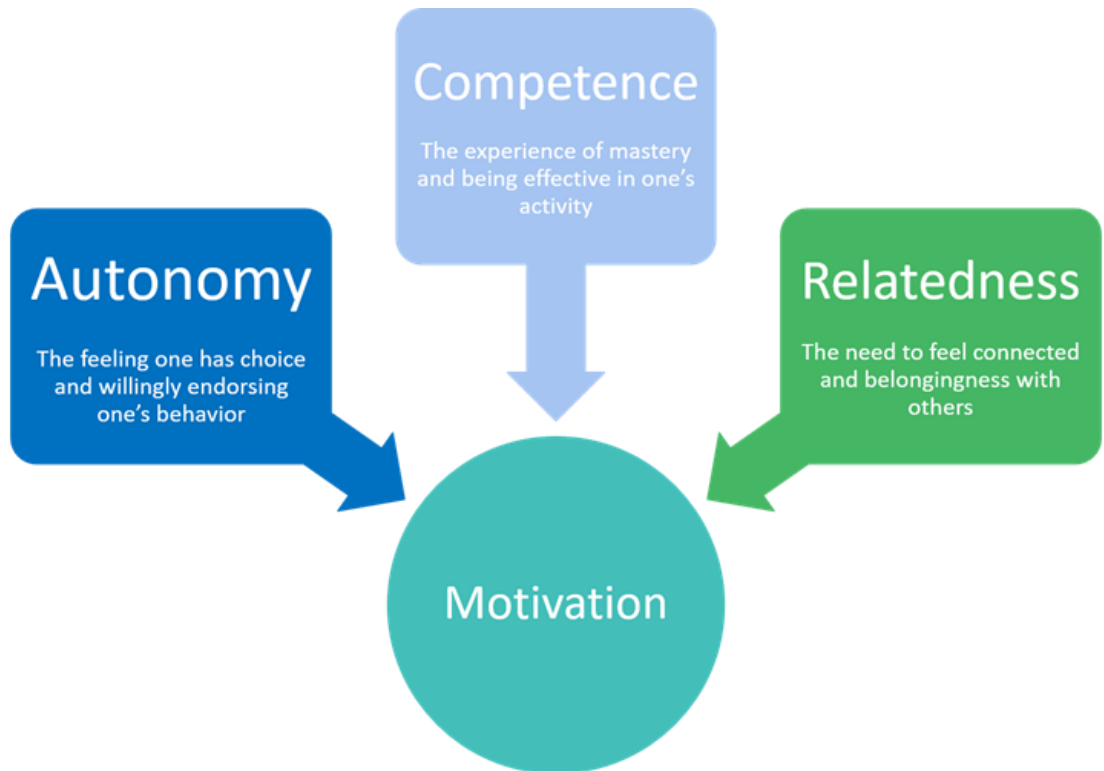 Competence
The experience of mastery
and being effective in one's
activity
Autonomy
The feeling one has choice
and willingly endorsing
one's behavior
Relatedness
The need to feel connected
and belongingness with
others
Motivation